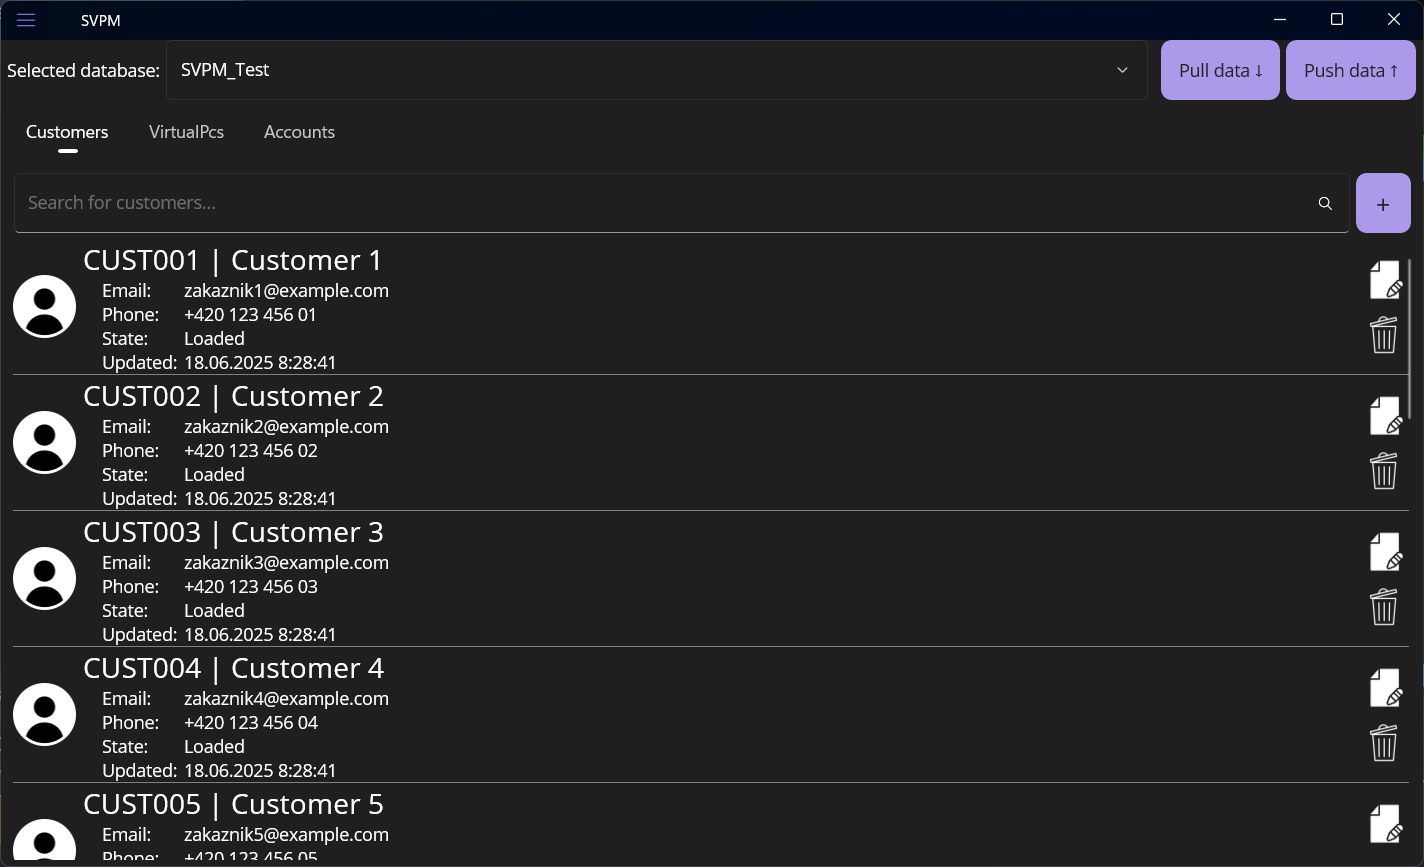 SVPM
Selected database: SVPM_Test Pull data ↓ Push data ↑
Customers VirtualPcs Accounts
Search for customers...
+
CUST001 | Customer 1
Email: zakaznik1@example.com
Phone: +420 123 456 01
State: Loaded
Updated: 18.06.2025 8:28:41
CUST002 | Customer 2
Email: zakaznik2@example.com
Phone: +420 123 456 02
State: Loaded
Updated: 18.06.2025 8:28:41
CUST003 | Customer 3
Email: zakaznik3@example.com
Phone: +420 123 456 03
State: Loaded
Updated: 18.06.2025 8:28:41
CUST004 | Customer 4
Email: zakaznik4@example.com
Phone: +420 123 456 04
State: Loaded
Updated: 18.06.2025 8:28:41
CUST005 | Customer 5
Email: zakaznik5@example.com
Phone: +420 123 456 05